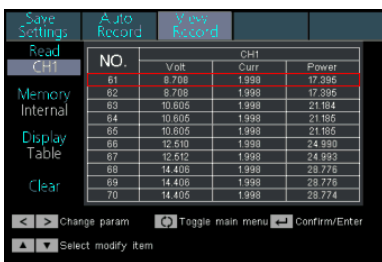 Save Settings Auto Record View Record
Read
CH1
Memory
Internal
Display
Table
Clear
NO. CH1
Volt Curr Power
61 8.708 1.998 17.395
62 8.708 1.998 17.395
63 10.605 1.998 21.184
64 10.605 1.998 21.185
65 10.605 1.998 21.185
66 12.510 1.998 24.990
67 12.512 1.998 24.993
68 14.406 1.998 28.776
69 14.406 1.998 28.776
70 14.405 1.998 28.774
< > Change param Toggle main menu Confirm/Enter
▲ ▼ Select modify item